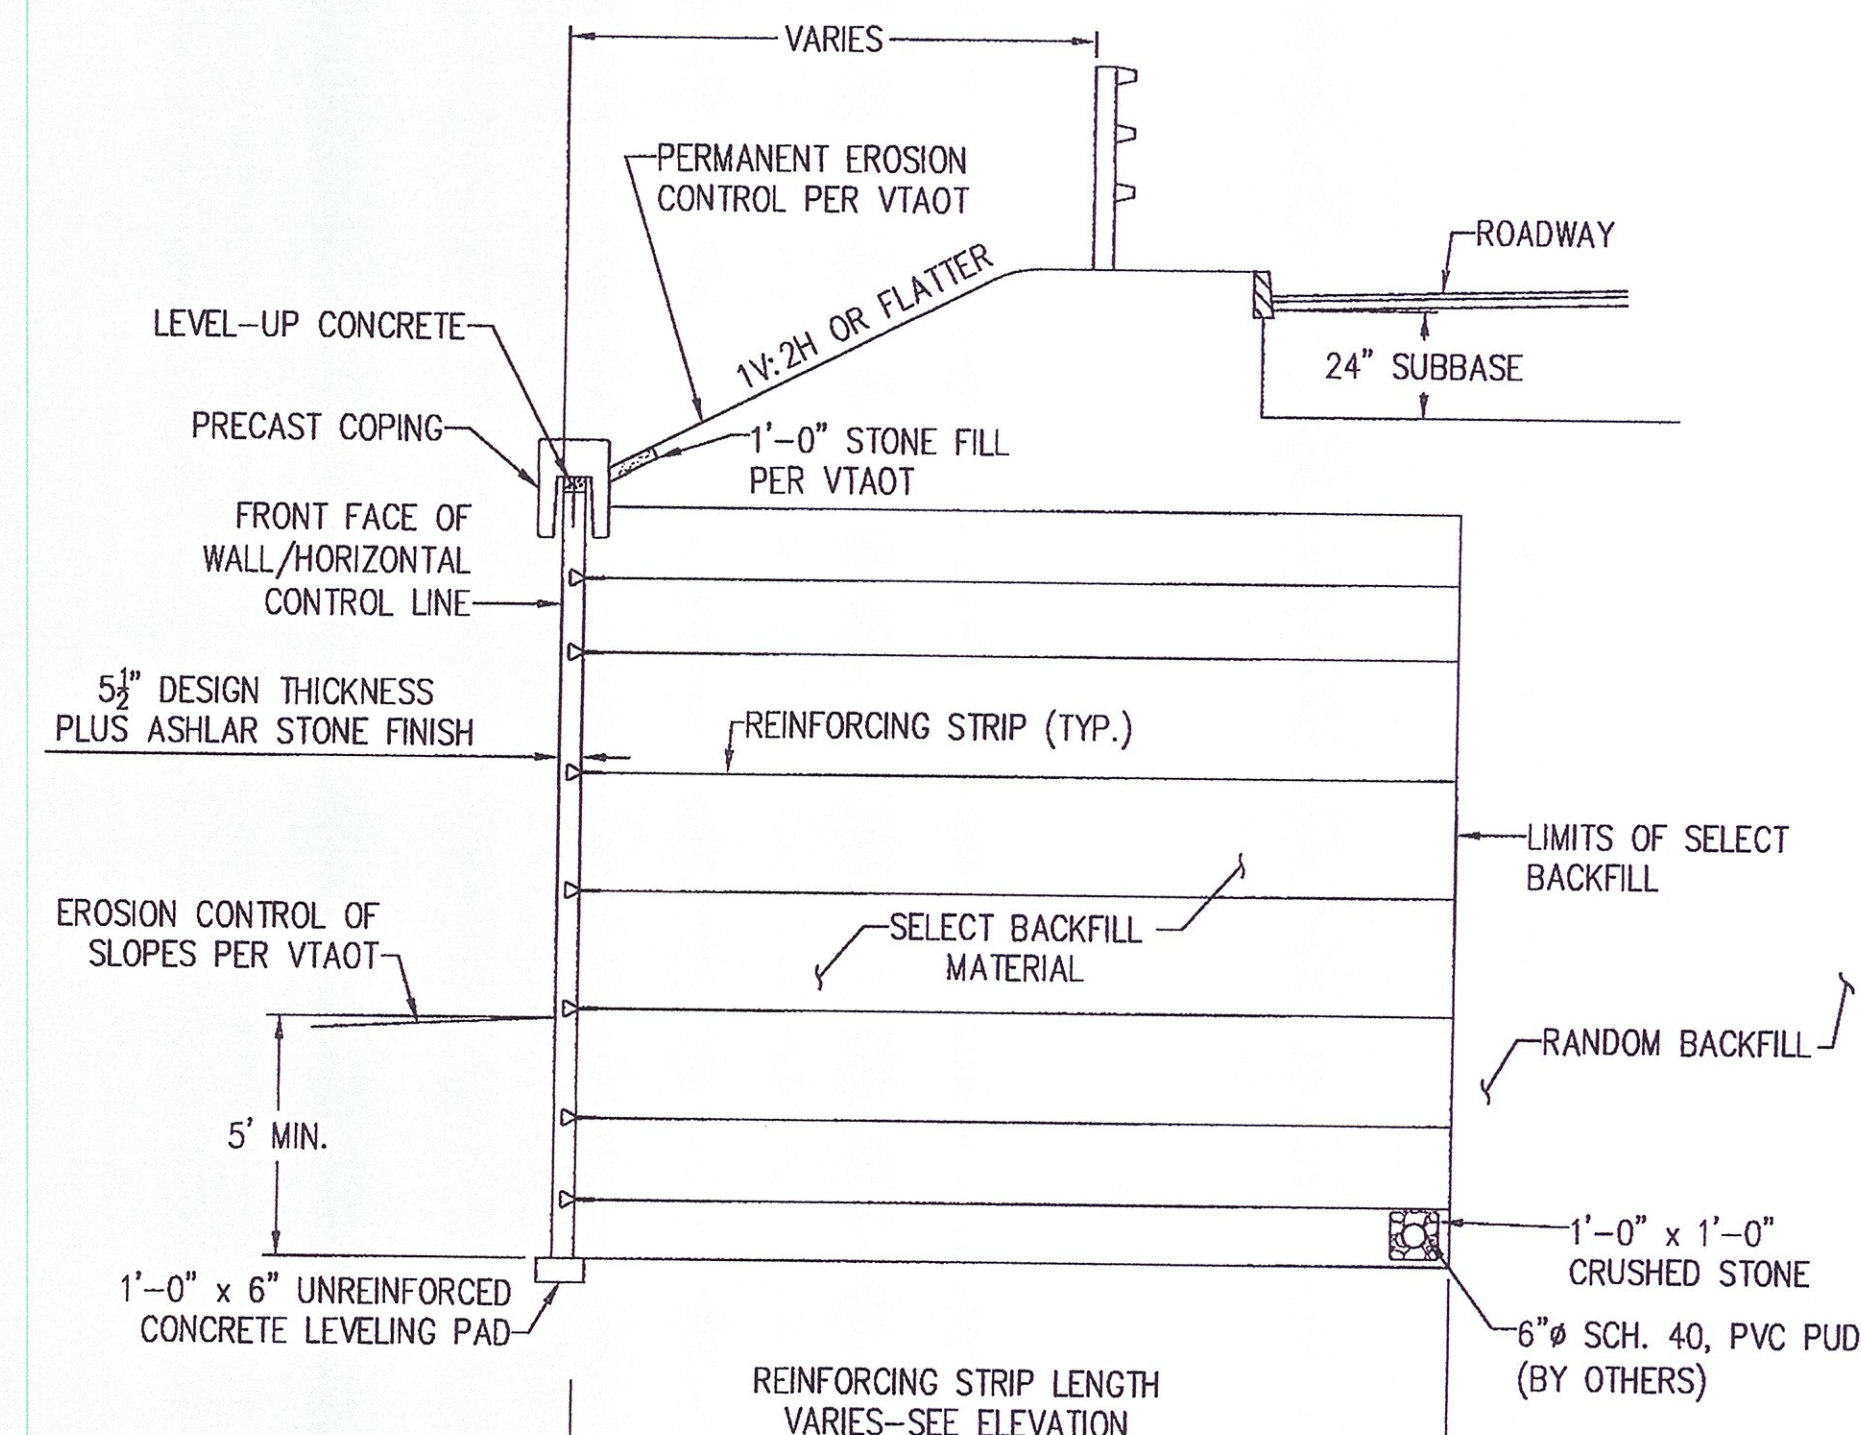 VARIES
PERMANENT EROSION
CONTROL PER VTAOT
ROADWAY
1V:2H OR FLATTER
LEVEL-UP CONCRETE
24" SUBBASE
PRECAST COPING
1'-0" STONE FILL
PER VTAOT
FRONT FACE OF
WALL/HORIZONTAL
CONTROL LINE
5½" DESIGN THICKNESS
PLUS ASHLAR STONE FINISH
REINFORCING STRIP (TYP.)
LIMITS OF SELECT
BACKFILL
EROSION CONTROL OF
SLOPES PER VTAOT
SELECT BACKFILL
MATERIAL
RANDOM BACKFILL
5' MIN.
1'-0" x 1'-0"
CRUSHED STONE
1'-0" x 6" UNREINFORCED
CONCRETE LEVELING PAD
6"ø SCH. 40, PVC PUD
(BY OTHERS)
REINFORCING STRIP LENGTH
VARIES-SEE ELEVATION